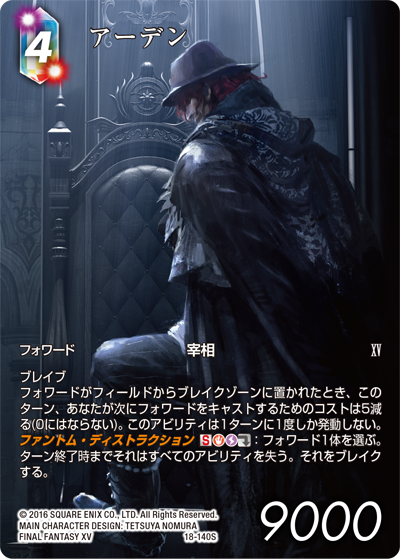 4
アーデン
フォワード 宰相 XV
ブレイブ
フォワードがフィールドからブレイクゾーンに置かれたとき、この
ターン、あなたが次にフォワードをキャストするためのコストは5減
る(0にはならない)。このアビリティは1ターンに1度しか発動しない。
ファントム・ディストラクション S:フォワード1体を選ぶ。
ターン終了時までそれはすべてのアビリティを失う。それをブレイク
する。
© 2016 SQUARE ENIX CO., LTD. All Rights Reserved.
MAIN CHARACTER DESIGN: TETSUYA NOMURA
FINAL FANTASY XV 18-140S
9000